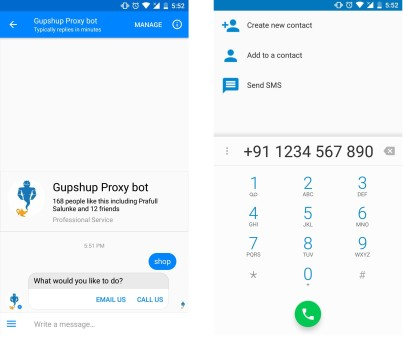 5:52
Gupshup Proxy bot
Typically replies in minutes
MANAGE
Gupshup Proxy bot
168 people like this including Prafull
Salunke and 12 friends
Professional Service
5:51 PM
shop
What would you like to do?
EMAIL US CALL US
Write a message...
5:52
Create new contact
Add to a contact
Send SMS
+91 1234 567 890
1 2 3
ABC DEF
4 5 6
GHI JKL MNO
7 8 9
PQRS TUV WXYZ
* 0 #
+